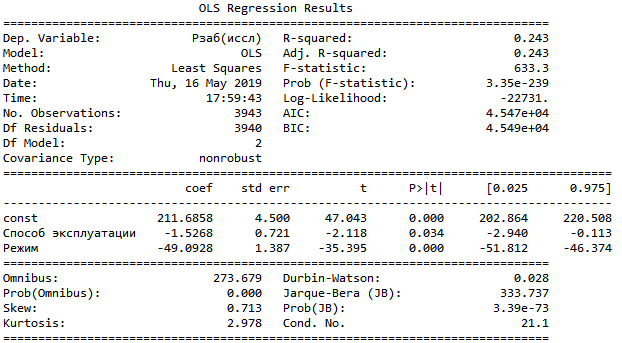 OLS Regression Results
==============================================================================
Dep. Variable: Рзаб(иссл) R-squared: 0.243
Model: OLS Adj. R-squared: 0.243
Method: Least Squares F-statistic: 633.3
Date: Thu, 16 May 2019 Prob (F-statistic): 3.35e-239
Time: 17:59:43 Log-Likelihood: -22731.
No. Observations: 3943 AIC: 4.547e+04
Df Residuals: 3940 BIC: 4.549e+04
Df Model: 2
Covariance Type: nonrobust
=======================================================================================
coef std err t P>|t| [0.025 0.975]
---------------------------------------------------------------------------------------
const 211.6858 4.500 47.043 0.000 202.864 220.508
Способ эксплуатации -1.5268 0.721 -2.118 0.034 -2.940 -0.113
Режим -49.0928 1.387 -35.395 0.000 -51.812 -46.374
==============================================================================
Omnibus: 273.679 Durbin-Watson: 0.028
Prob(Omnibus): 0.000 Jarque-Bera (JB): 333.737
Skew: 0.713 Prob(JB): 3.39e-73
Kurtosis: 2.978 Cond. No. 21.1
==============================================================================